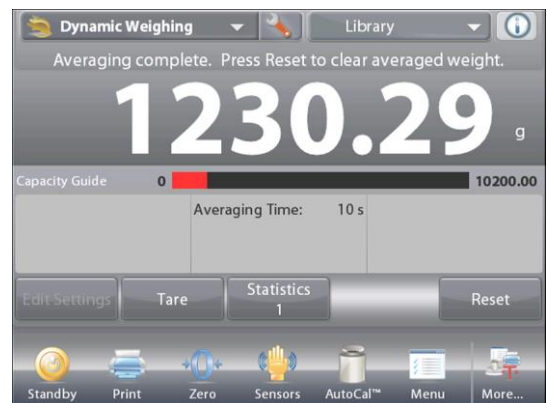 Dynamic Weighing Library
Averaging complete. Press Reset to clear averaged weight.
1230.29 g
Capacity Guide 0 10200.00
Averaging Time: 10 s
Edit Settings Tare Statistics 1 Reset
Standby Print Zero Sensors AutoCal™ Menu More...